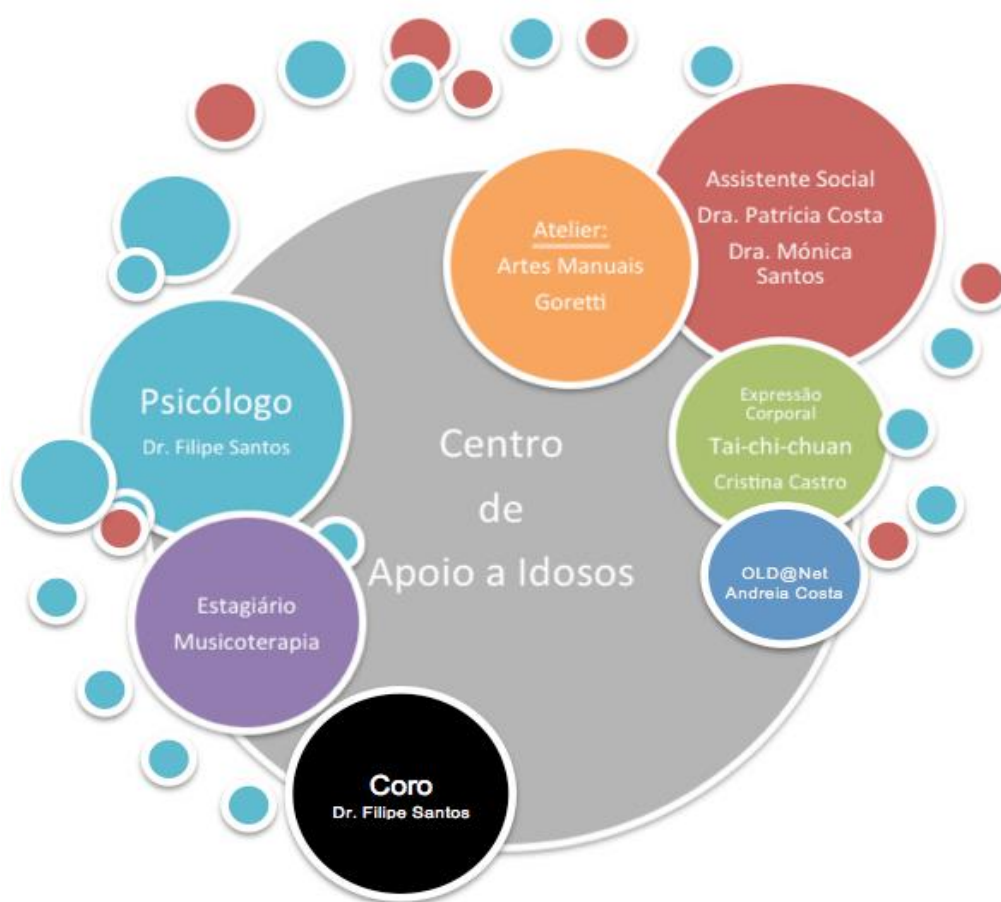 Assistente Social
Dra. Patrícia Costa
Dra. Mónica
Santos
Atelier:
Artes Manuais
Goretti
Psicólogo
Dr. Filipe Santos
Expressão
Corporal
Tai-chi-chuan
Cristina Castro
Centro
de
Apoio a Idosos
OLD@Net
Andreia Costa
Estagiário
Musicoterapia
Coro
Dr. Filipe Santos